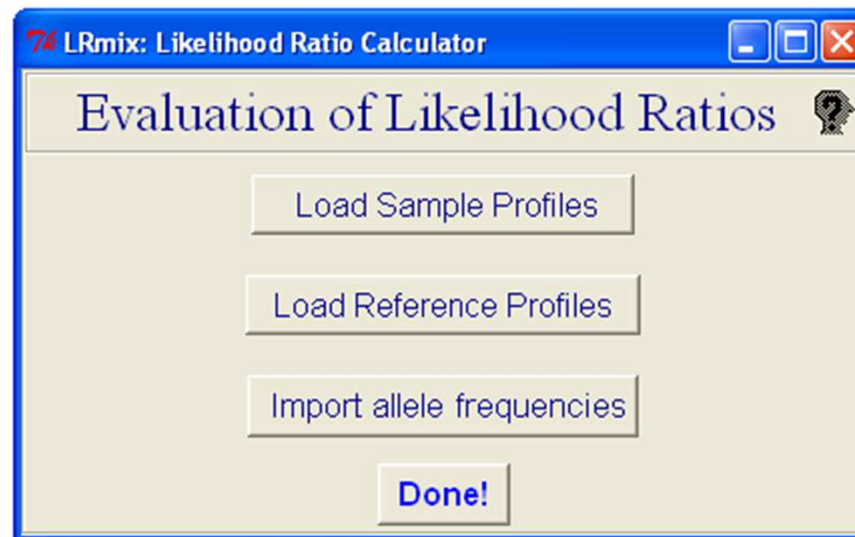 LRmix: Likelihood Ratio Calculator
Evaluation of Likelihood Ratios
Load Sample Profiles
Load Reference Profiles
Import allele frequencies
Done!